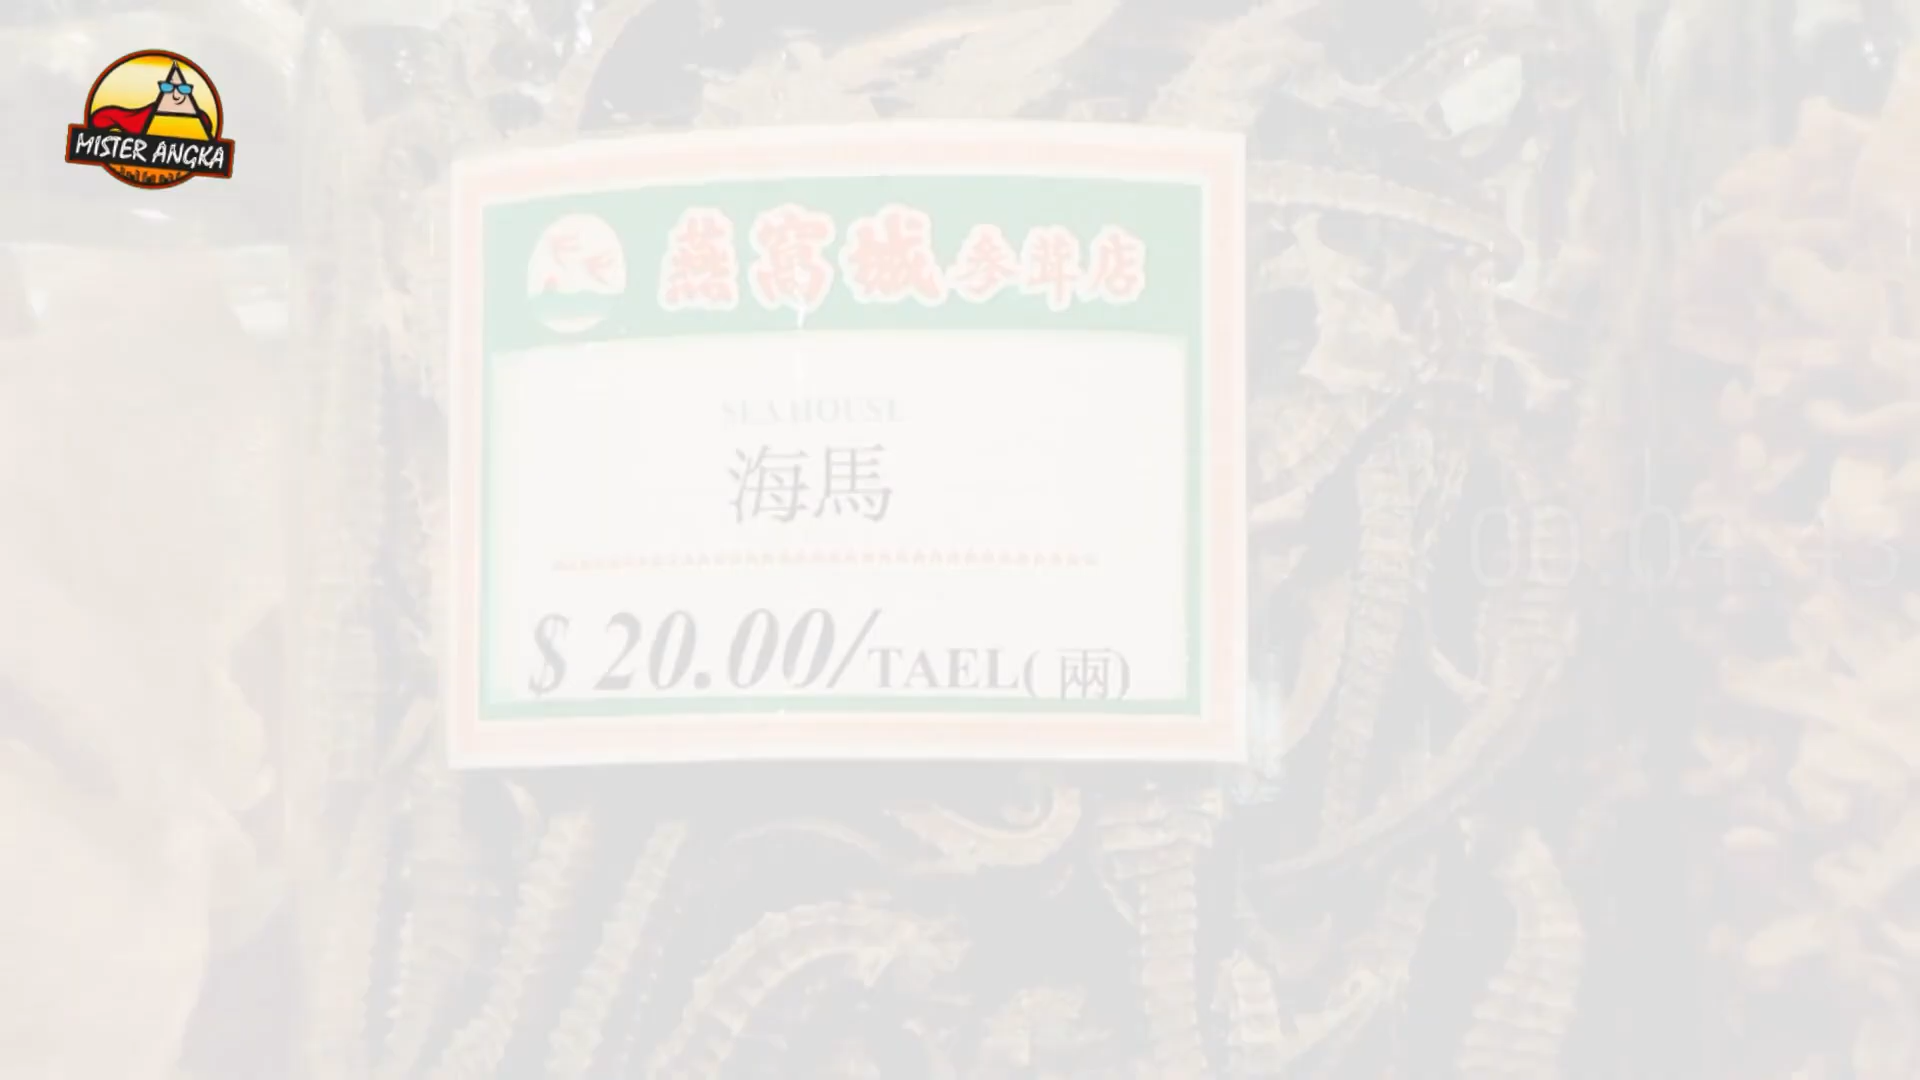 MISTER ANGKA
燕窩城參茸店
SEA HOUSE
海馬
$ 20.00/TAEL(兩)